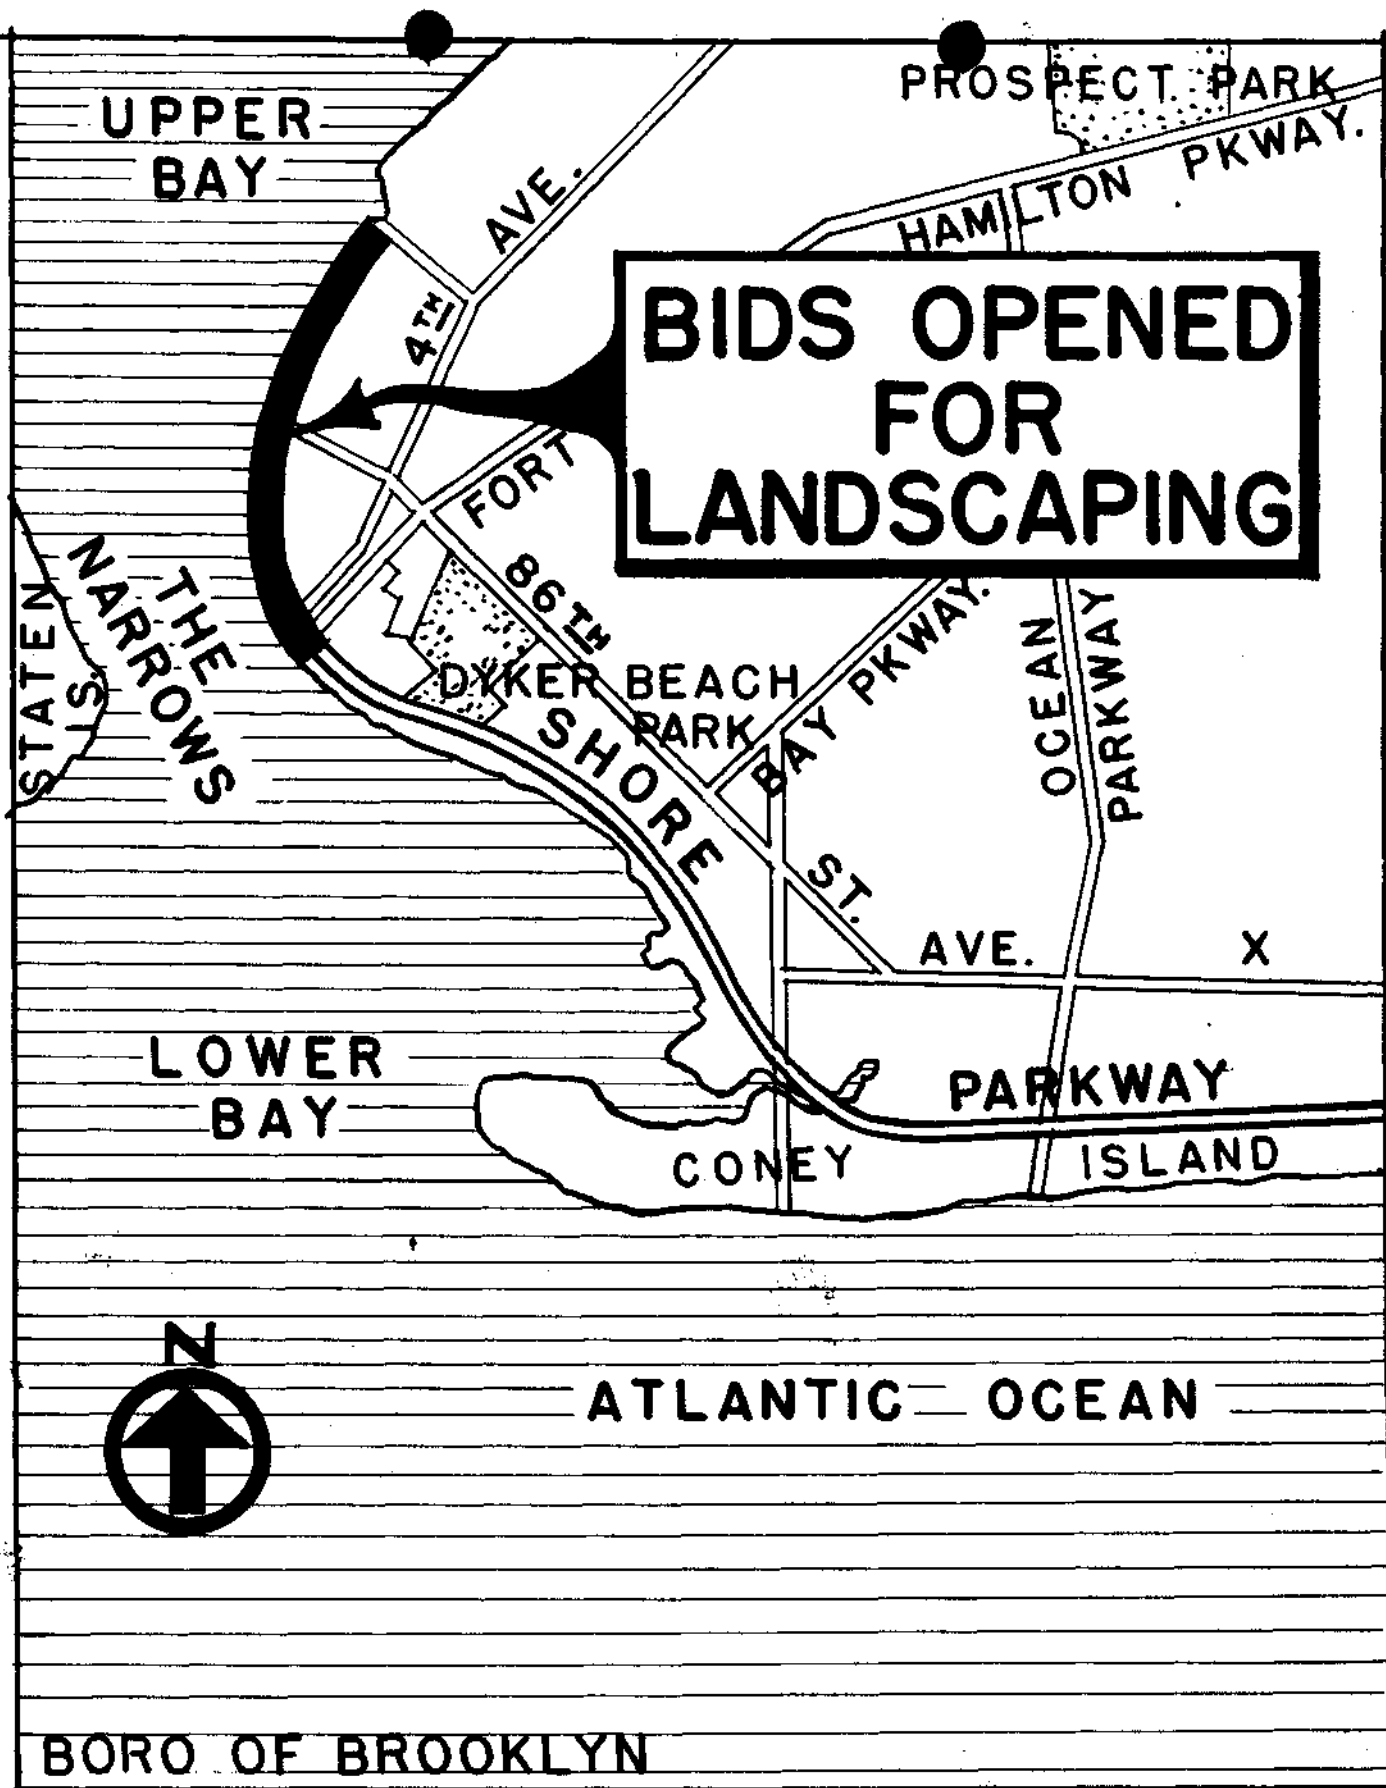 UPPER
BAY
PROSPECT PARK
HAMILTON PKWAY.
4TH AVE.
BIDS OPENED
FOR
LANDSCAPING
FORT
86TH ST.
THE
NARROWS
STATEN
IS.
DYKER BEACH
PARK
BAY PKWAY.
OCEAN
PARKWAY
SHORE PARKWAY
AVE. X
LOWER
BAY
CONEY ISLAND
N
ATLANTIC OCEAN
BORO OF BROOKLYN